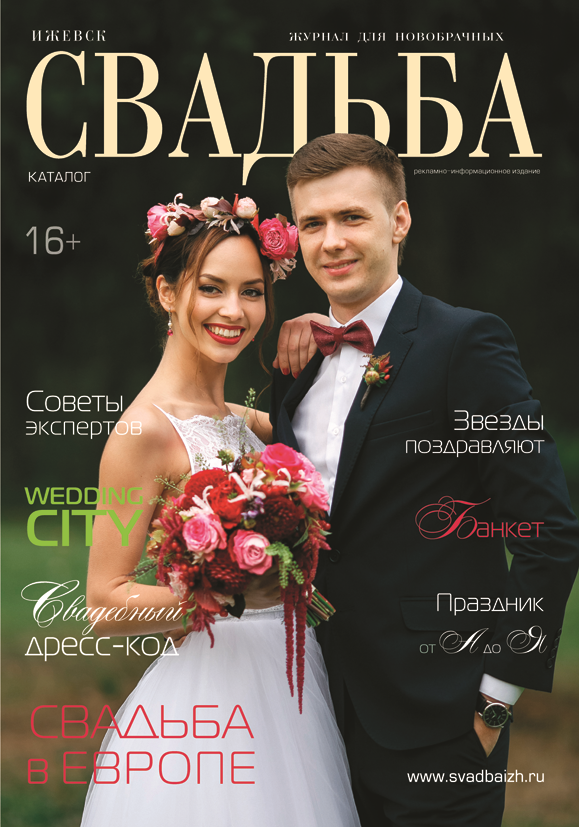 ИЖЕВСК
ЖУРНАЛ ДЛЯ НОВОБРАЧНЫХ
СВАДЬБА
КАТАЛОГ
рекламно-информационное издание
16+
Советы
экспертов
Звезды
поздравляют
WEDDING
CITY
Банкет
Свадебный
дресс-код
Праздник
от А до Я
СВАДЬБА
в ЕВРОПЕ
www.svadbaizh.ru